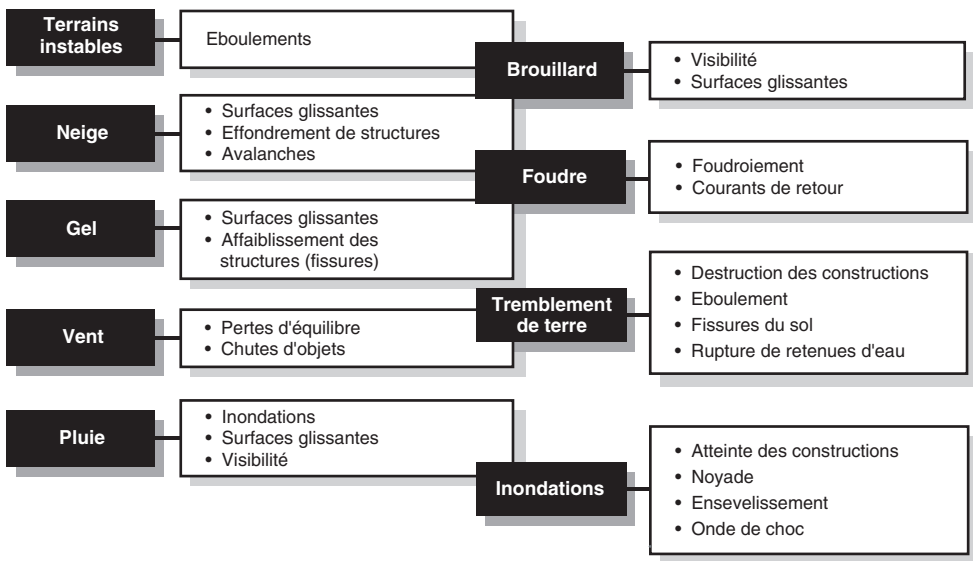 Terrains
instables
Eboulements
Neige
• Surfaces glissantes
• Effondrement de structures
• Avalanches
Gel
• Surfaces glissantes
• Affaiblissement des
structures (fissures)
Vent
• Pertes d'équilibre
• Chutes d'objets
Pluie
• Inondations
• Surfaces glissantes
• Visibilité
Brouillard
• Visibilité
• Surfaces glissantes
Foudre
• Foudroiement
• Courants de retour
Tremblement
de terre
• Destruction des constructions
• Eboulement
• Fissures du sol
• Rupture de retenues d'eau
Inondations
• Atteinte des constructions
• Noyade
• Ensevelissement
• Onde de choc